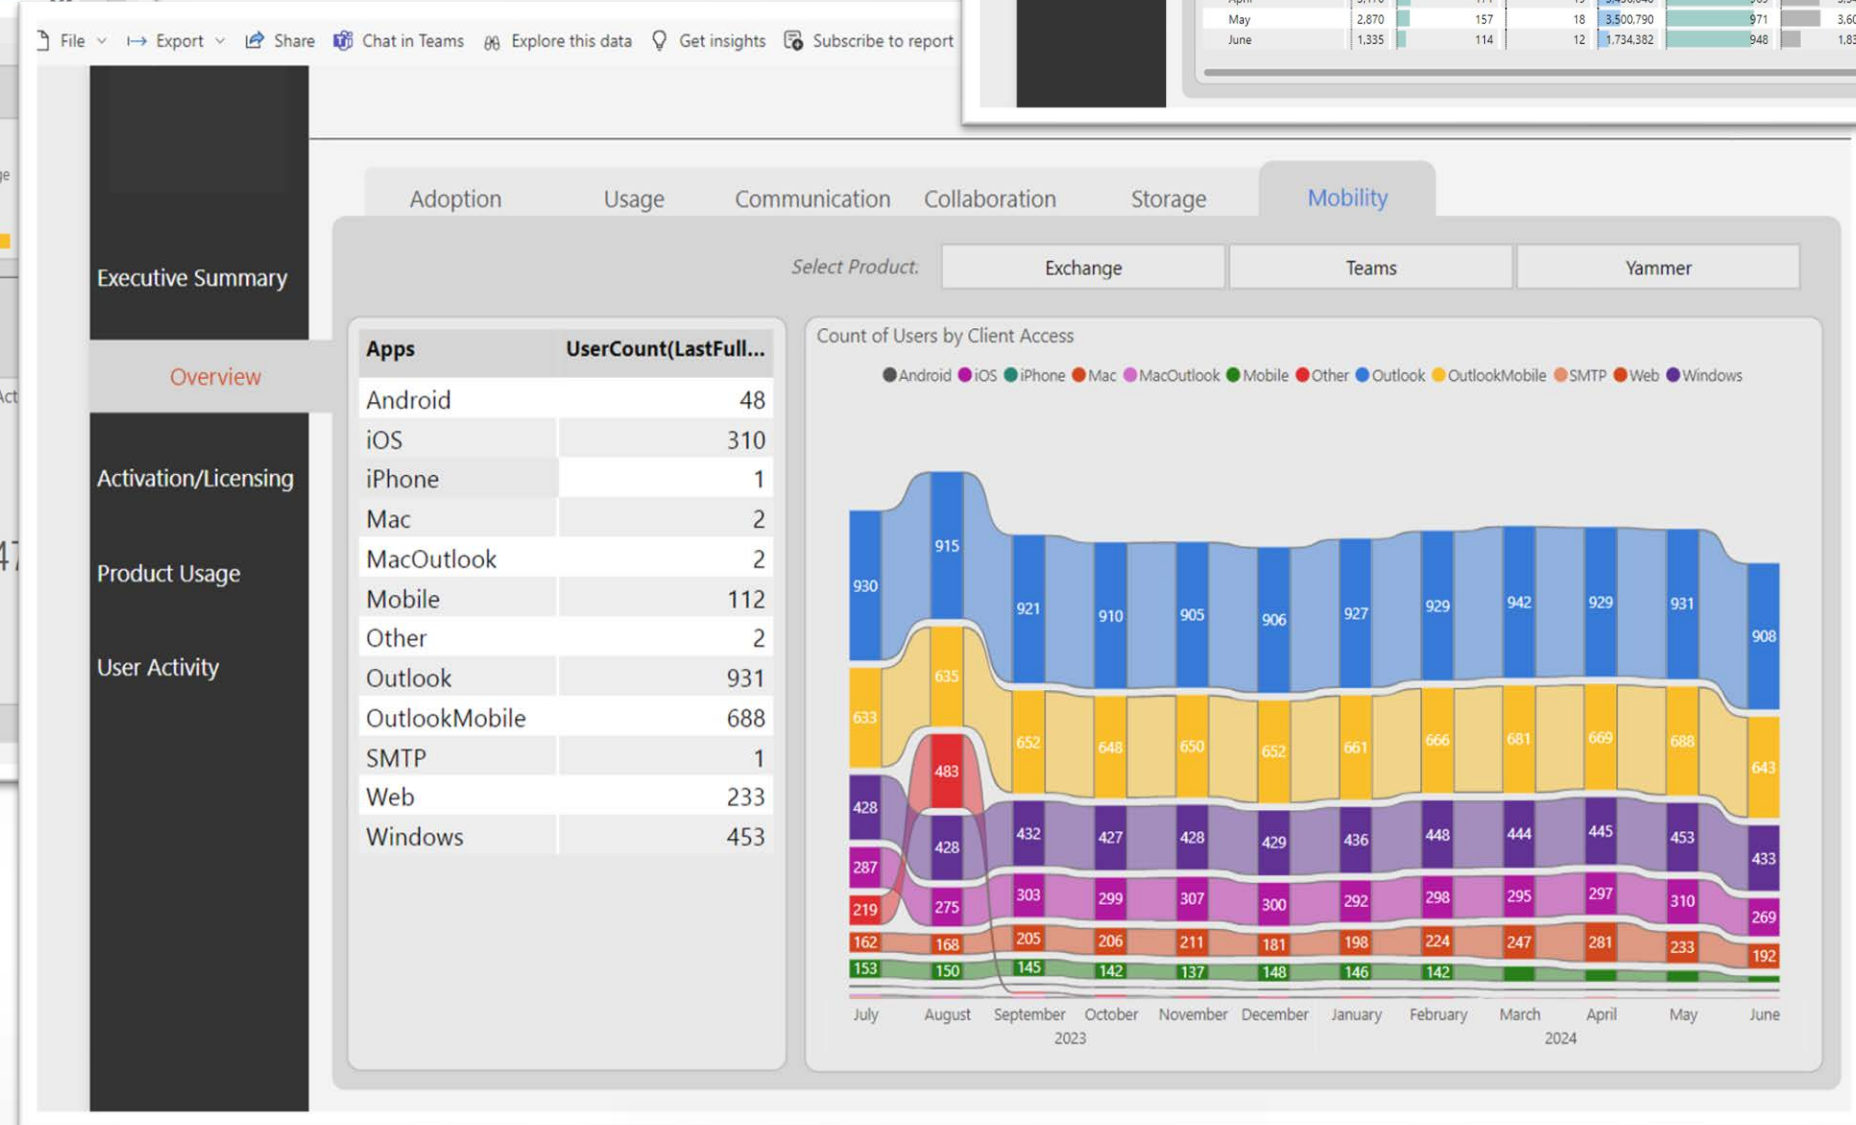 File Export Share Chat in Teams Explore this data Get insights Subscribe to report
May 2,870 157 18 3,500.790 971
June 1,335 114 12 1,734,382 948
Adoption Usage Communication Collaboration Storage Mobility
Select Product: Exchange Teams Yammer
Executive Summary
Overview
Activation/Licensing
Product Usage
User Activity
Apps UserCount(LastFull...
Android 48
iOS 310
iPhone 1
Mac 2
MacOutlook 2
Mobile 112
Other 2
Outlook 931
OutlookMobile 688
SMTP 1
Web 233
Windows 453
Count of Users by Client Access
Android iOS iPhone Mac MacOutlook Mobile Other Outlook OutlookMobile SMTP Web Windows
930 915 921 910 905 906 927 929 942 929 931 908
633 635 652 648 650 652 661 666 681 669 688 643
483
428 428 432 427 428 429 436 448 444 445 453 433
287 275 303 299 307 300 292 298 295 297 310 269
219
162 168 205 206 211 181 198 224 247 281 233 192
153 150 145 142 137 148 146 142
July August September October November December January February March April May June
2023 2024